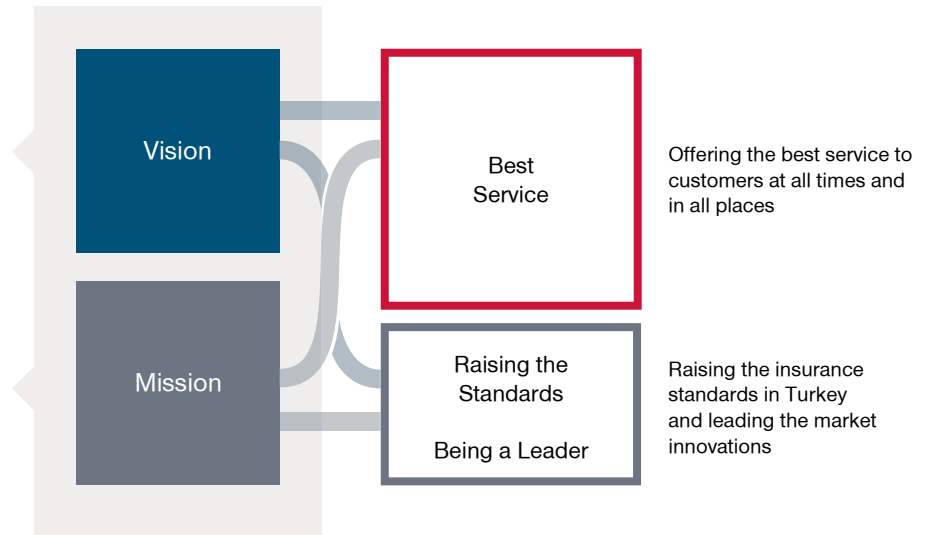 Vision
Best
Service
Offering the best service to
customers at all times and
in all places
Mission
Raising the
Standards
Being a Leader
Raising the insurance
standards in Turkey
and leading the market
innovations